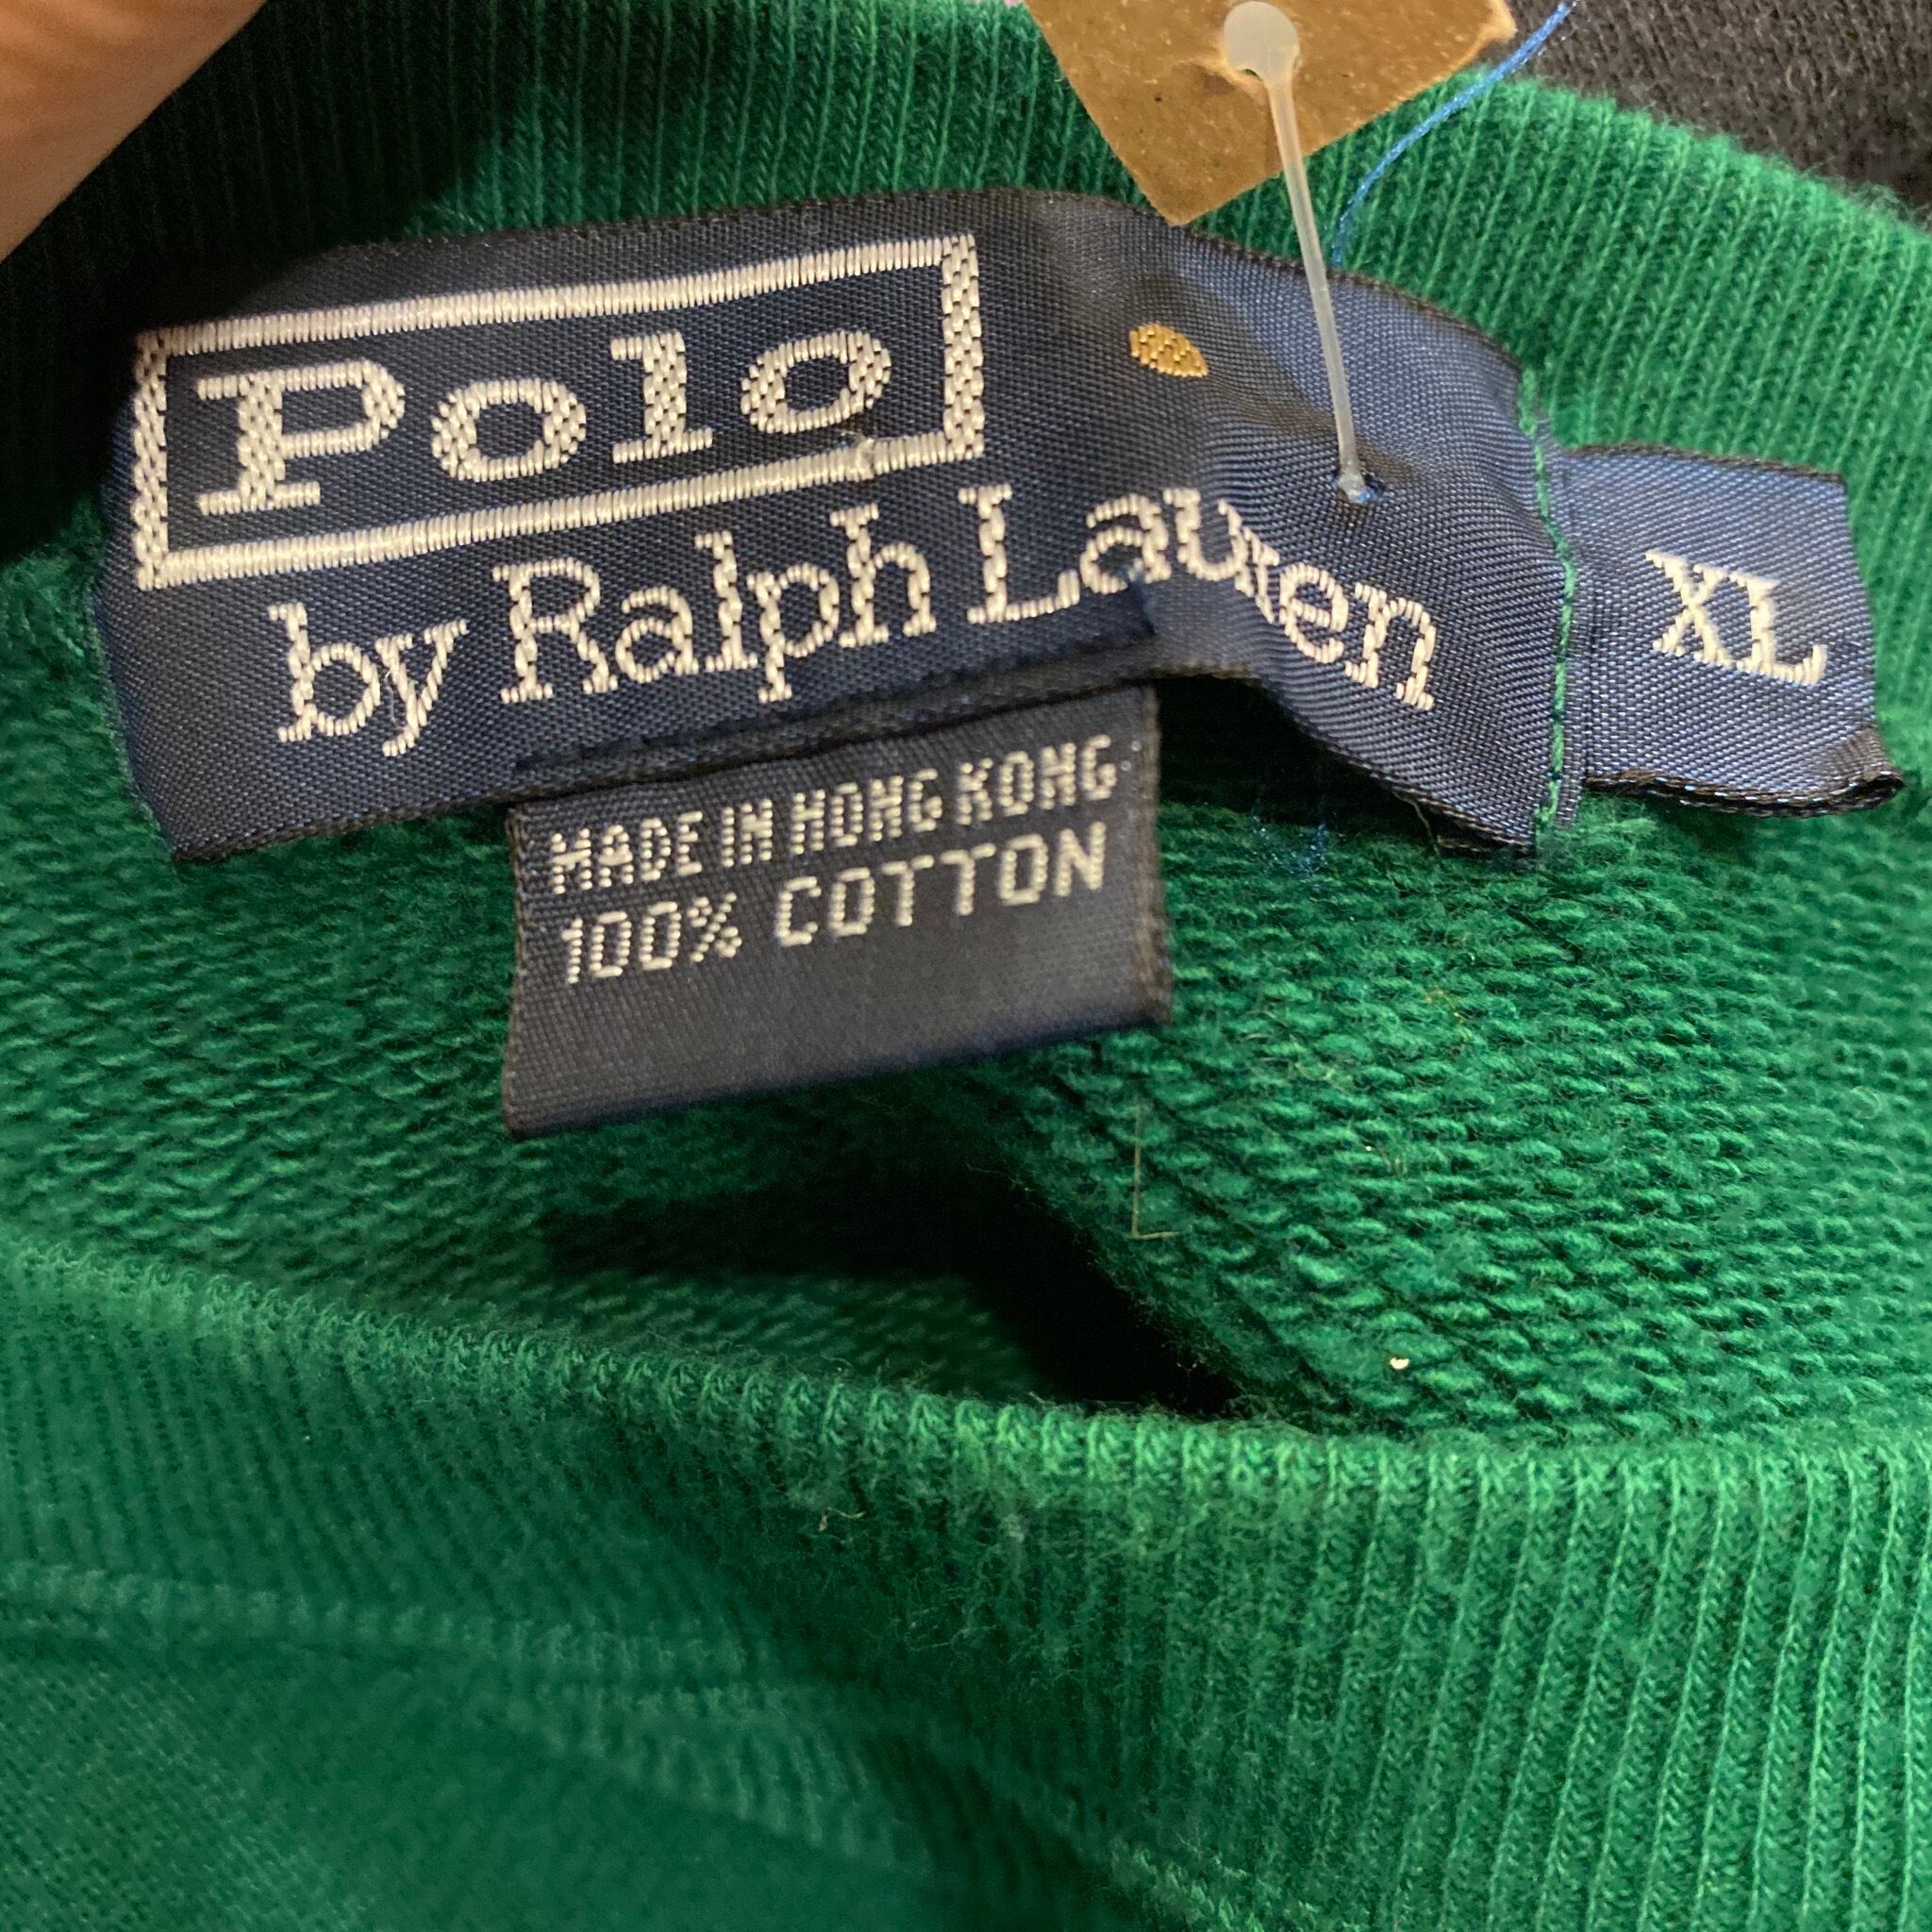 Polo
by Ralph Lauren
XL
MADE IN HONG KONG
100% COTTON